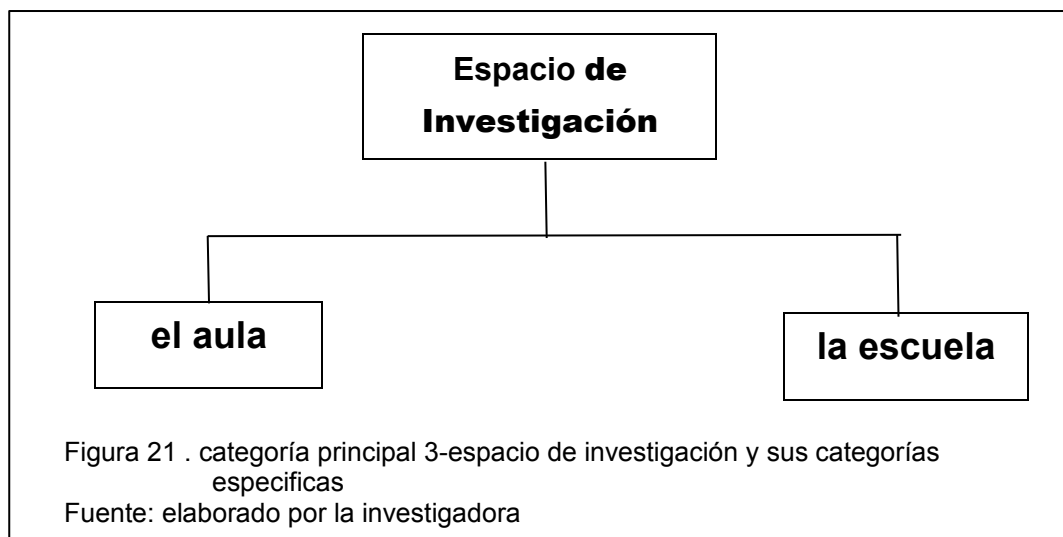 Espacio de
Investigación
el aula
la escuela
Figura 21 . categoría principal 3-espacio de investigación y sus categorías
especificas
Fuente: elaborado por la investigadora